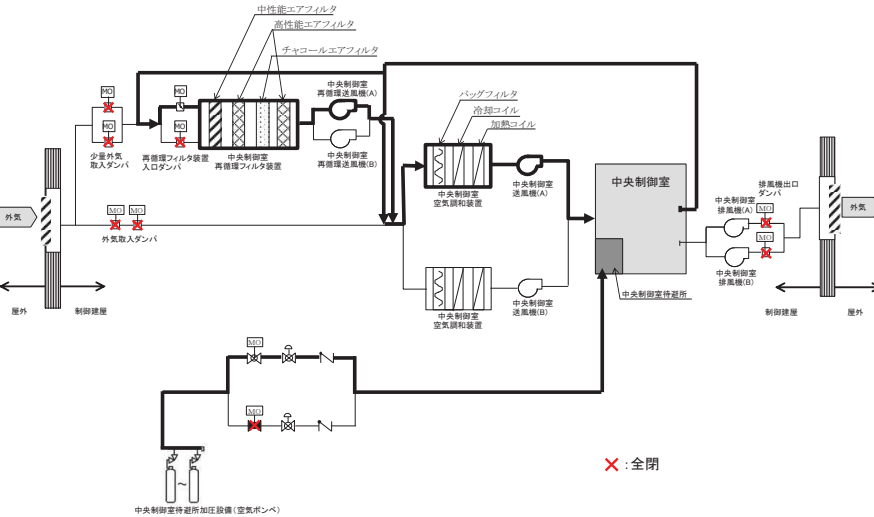 中性能エアフィルタ
高性能エアフィルタ
チャコールエアフィルタ
MO
MO
MO
MO
少量外気
取入ダンパ
再循環フィルタ装置
入口ダンパ
中央制御室
再循環フィルタ装置
中央制御室
再循環送風機(A)
中央制御室
再循環送風機(B)
バッグフィルタ
冷却コイル
加熱コイル
中央制御室
空気調和装置
中央制御室
送風機(A)
中央制御室
空気調和装置
中央制御室
送風機(B)
中央制御室
中央制御室待避所
中央制御室
排風機(A)
中央制御室
排風機(B)
排風機出口
ダンパ
MO
MO
外気
外気
MO
MO
外気取入ダンパ
屋外
制御建屋
制御建屋
屋外
MO
MO
~
中央制御室待避所加圧設備(空気ボンベ)
:全閉